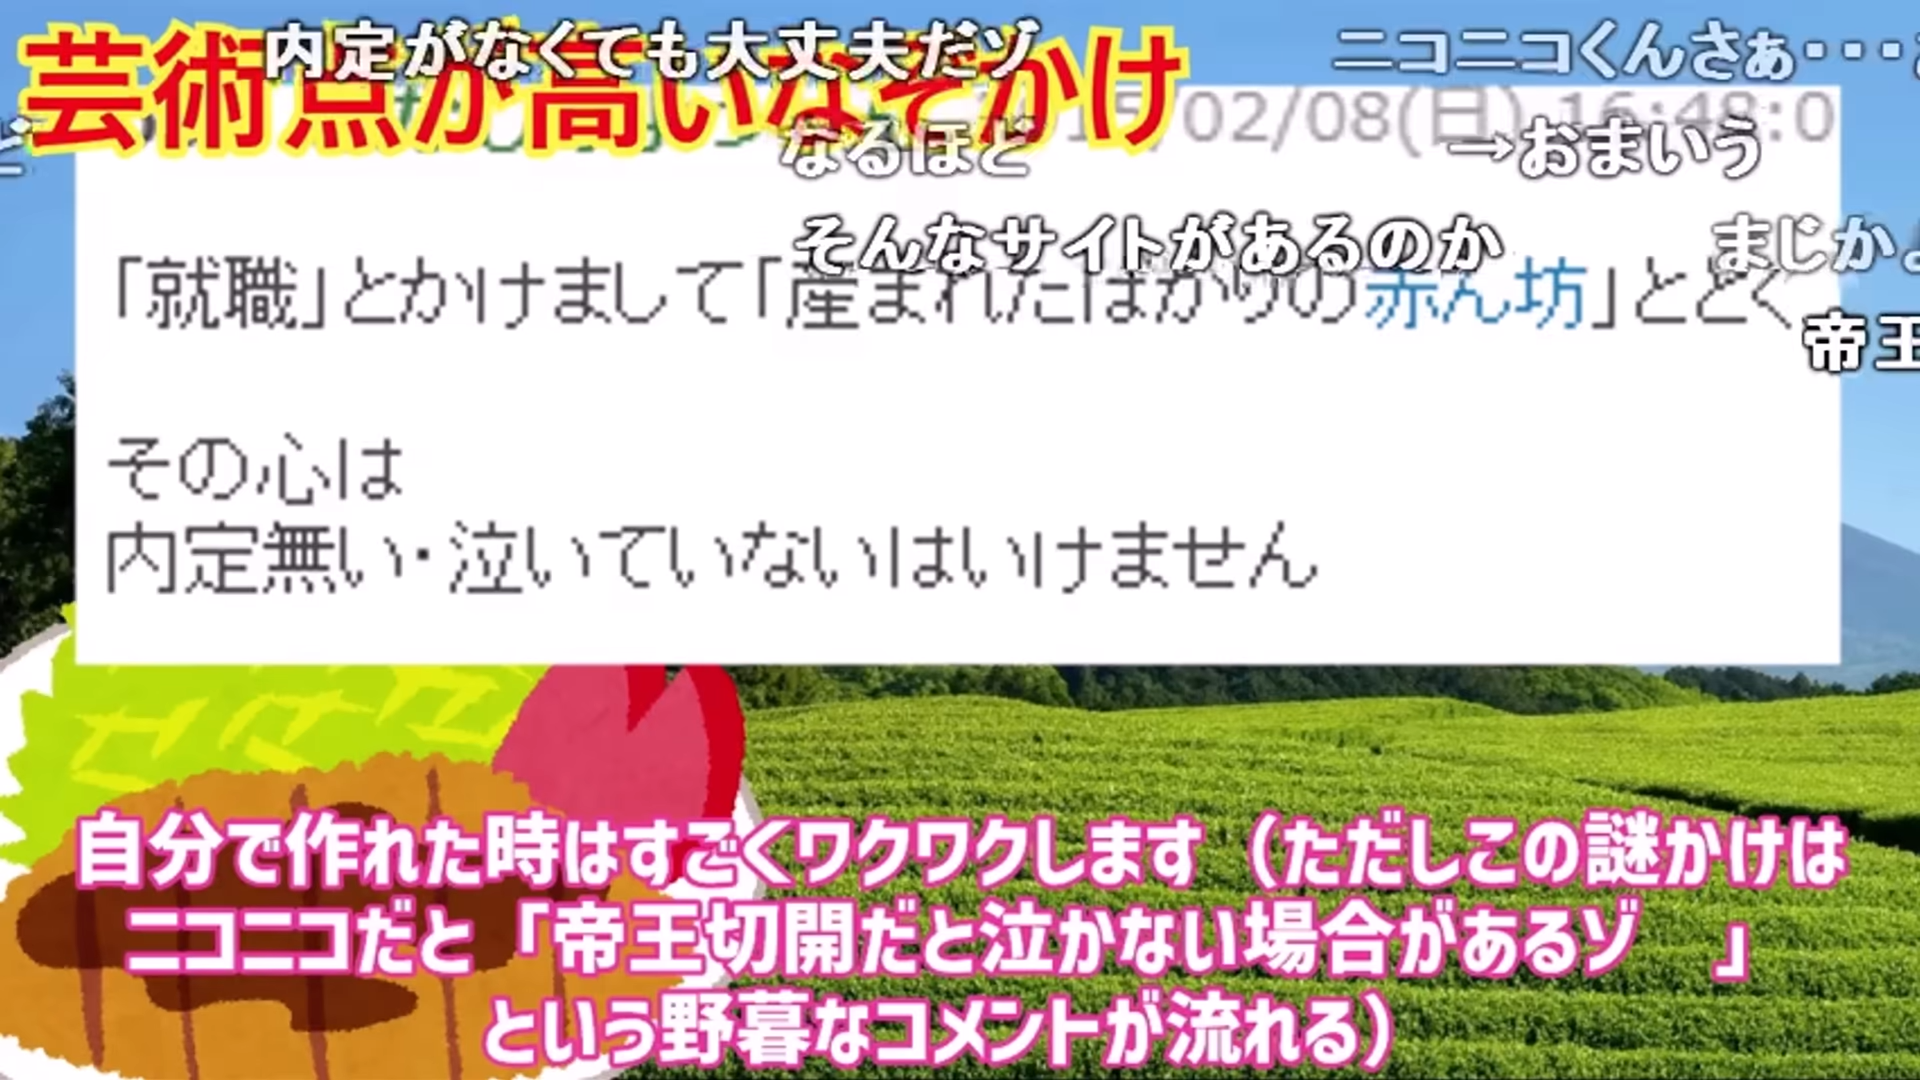 芸術点が高いなぞかけ
内定がなくても大丈夫だゾ
ニコニコくんさぁ・・・
/02/08(日) 16:48:0
なるほど
→おまいう
そんなサイトがあるのか
まじか
「就職」とかけまして「産まれたばかりの赤ん坊」ととく
帝王
その心は
内定無い・泣いていないはいけません
自分で作れた時はすごくワクワクします（ただしこの謎かけは
ニコニコだと「帝王切開だと泣かない場合があるゾ　」
という野暮なコメントが流れる）